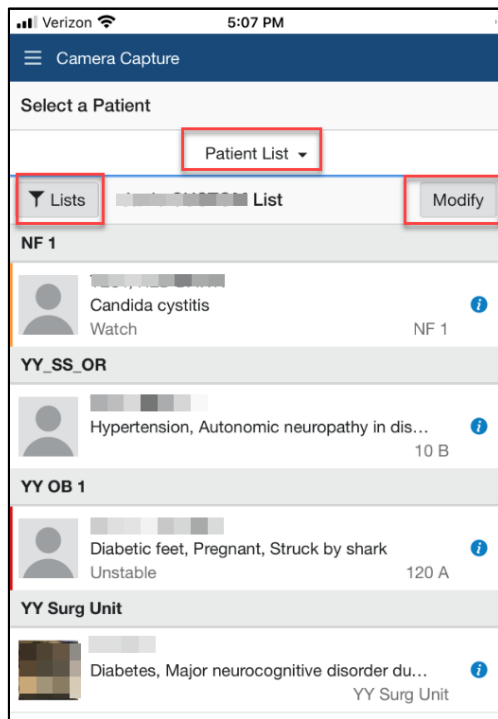 Verizon 5:07 PM
Camera Capture
Select a Patient
Patient List
Lists List Modify
NF 1
Candida cystitis
Watch NF 1
YY_SS_OR
Hypertension, Autonomic neuropathy in dis...
10 B
YY OB 1
Diabetic feet, Pregnant, Struck by shark
Unstable 120 A
YY Surg Unit
Diabetes, Major neurocognitive disorder du...
YY Surg Unit